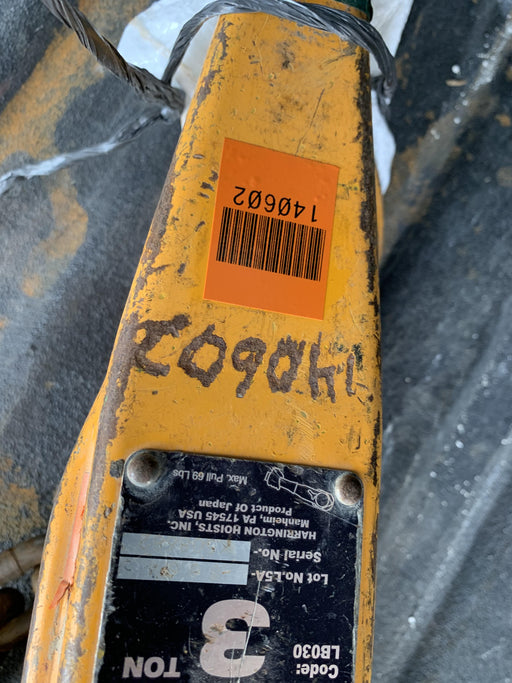 Code:
LB030
3 TON
Lot No.L5A-
Serial No.-
HARRINGTON HOISTS, INC.
Manheim, PA 17545 USA
Product Of Japan
Max. Pull 69 Lbs
140602
140602